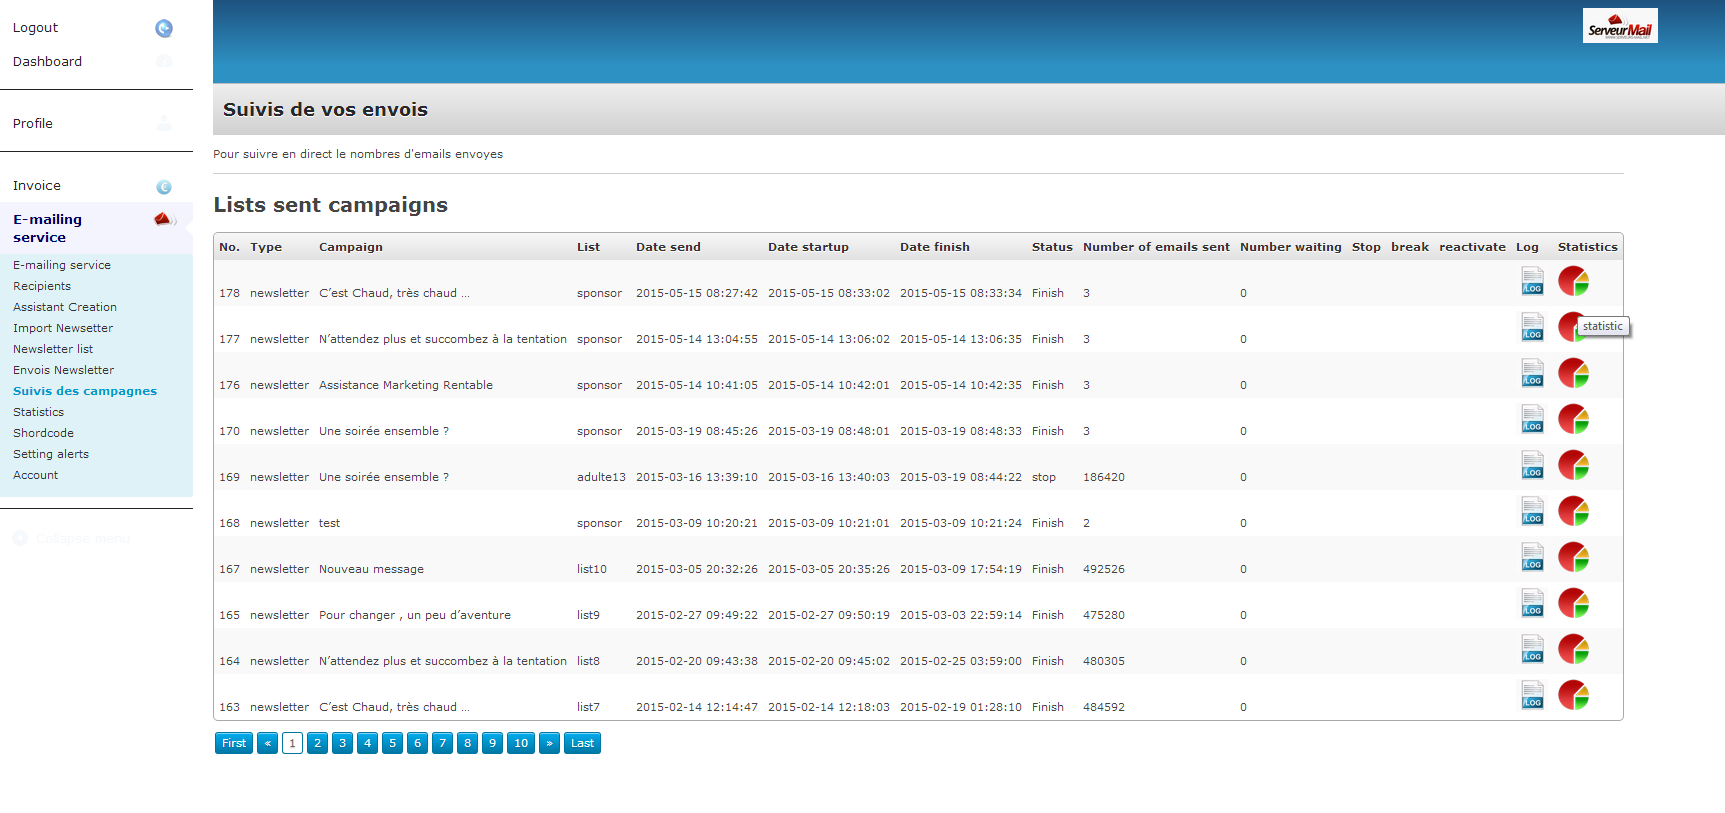 Logout
Dashboard
Profile
Invoice
E-mailing
service
E-mailing service
Recipients
Assistant Creation
Import Newsetter
Newsletter list
Envois Newsletter
Suivis des campagnes
Statistics
Shordcode
Setting alerts
Account
Collapse menu
ServeurMail
Suivis de vos envois
Pour suivre en direct le nombres d'emails envoyes
Lists sent campaigns
No. Type Campaign List Date send Date startup Date finish Status Number of emails sent Number waiting Stop break reactivate Log Statistics
178 newsletter C’est Chaud, très chaud ... sponsor 2015-05-15 08:27:42 2015-05-15 08:33:02 2015-05-15 08:33:34 Finish 3 0 LOG
177 newsletter N’attendez plus et succombez à la tentation sponsor 2015-05-14 13:04:55 2015-05-14 13:06:02 2015-05-14 13:06:35 Finish 3 0 LOG statistic
176 newsletter Assistance Marketing Rentable sponsor 2015-05-14 10:41:05 2015-05-14 10:42:01 2015-05-14 10:42:35 Finish 3 0 LOG
170 newsletter Une soirée ensemble ? sponsor 2015-03-19 08:45:26 2015-03-19 08:48:01 2015-03-19 08:48:33 Finish 3 0 LOG
169 newsletter Une soirée ensemble ? adulte13 2015-03-16 13:39:10 2015-03-16 13:40:03 2015-03-19 08:44:22 stop 186420 0 LOG
168 newsletter test sponsor 2015-03-09 10:20:21 2015-03-09 10:21:01 2015-03-09 10:21:24 Finish 2 0 LOG
167 newsletter Nouveau message list10 2015-03-05 20:32:26 2015-03-05 20:35:26 2015-03-09 17:54:19 Finish 492526 0 LOG
165 newsletter Pour changer , un peu d’aventure list9 2015-02-27 09:49:22 2015-02-27 09:50:19 2015-03-03 22:59:14 Finish 475280 0 LOG
164 newsletter N’attendez plus et succombez à la tentation list8 2015-02-20 09:43:38 2015-02-20 09:45:02 2015-02-25 03:59:00 Finish 480305 0 LOG
163 newsletter C’est Chaud, très chaud ... list7 2015-02-14 12:14:47 2015-02-14 12:18:03 2015-02-19 01:28:10 Finish 484592 0 LOG
First « 1 2 3 4 5 6 7 8 9 10 » Last